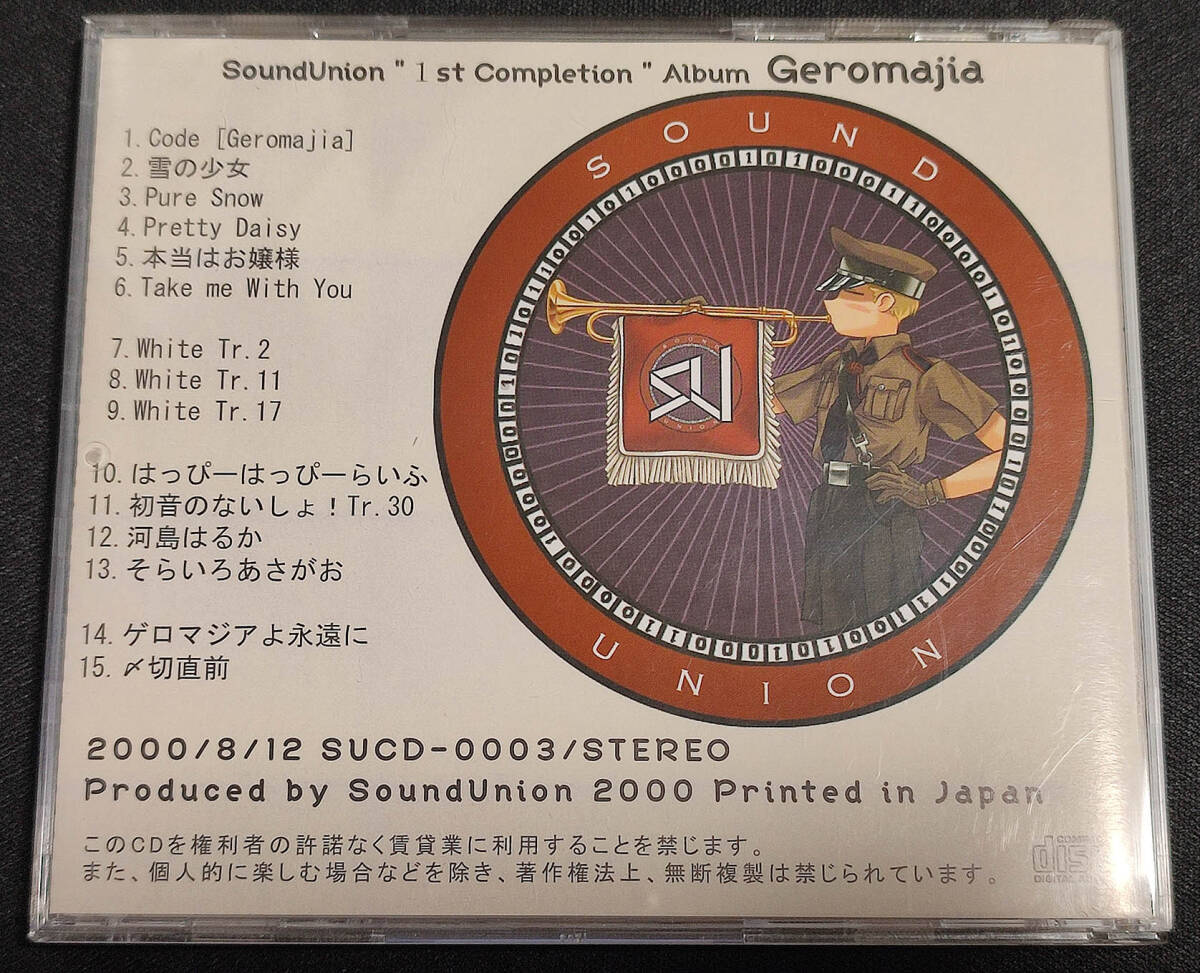 SoundUnion "1st Completion" Album Geromajia
1. Code [Geromajia]
2. 雪の少女
3. Pure Snow
4. Pretty Daisy
5. 本当はお嬢様
6. Take me With You
7. White Tr.2
8. White Tr.11
9. White Tr.17
10. はっぴーはっぴーらいふ
11. 初音のないしょ!Tr.30
12. 河島はるか
13. そらいろあさがお
14. ゲロマジアよ永遠に
15. 〆切直前
SOUND
UNION
SOUND
UNION
2000/8/12 SUCD-0003/STEREO
Produced by SoundUnion 2000 Printed in Japan
このCDを権利者の許諾なく賃貸業に利用することを禁じます。
また、個人的に楽しむ場合などを除き、著作権法上、無断複製は禁じられています。